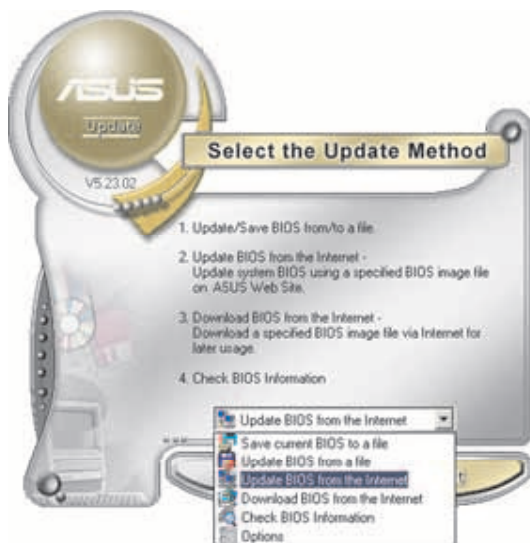 ASUS
Update
V5.23.02
Select the Update Method
1. Update/Save BIOS from/to a file.
2. Update BIOS from the Internet -
Update system BIOS using a specified BIOS image file
on ASUS Web Site.
3. Download BIOS from the Internet -
Download a specified BIOS image file via Internet for
later usage.
4. Check BIOS Information
Update BIOS from the Internet
Save current BIOS to a file
Update BIOS from a file
Update BIOS from the Internet
Download BIOS from the Internet
Check BIOS Information
Options